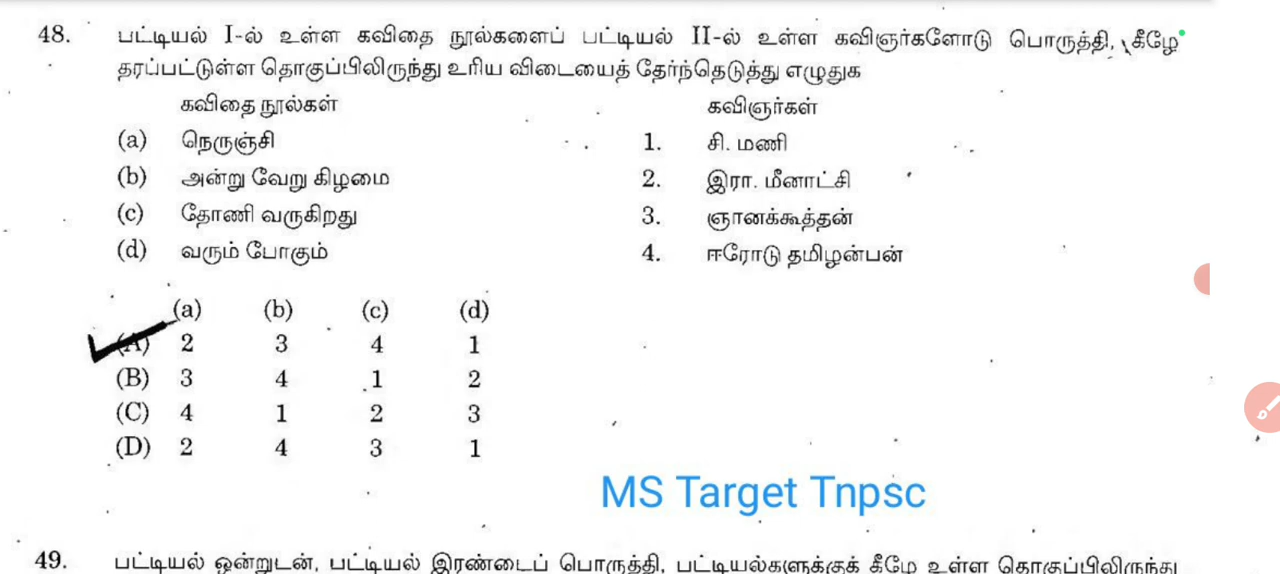 48. பட்டியல் I-ல் உள்ள கவிதை நூல்களைப் பட்டியல் II-ல் உள்ள கவிஞர்களோடு பொருத்தி, கீழே
தரப்பட்டுள்ள தொகுப்பிலிருந்து உரிய விடையைத் தேர்ந்தெடுத்து எழுதுக
கவிதை நூல்கள் கவிஞர்கள்
(a) நெருஞ்சி 1. சி. மணி
(b) அன்று வேறு கிழமை 2. இரா. மீனாட்சி
(c) தோணி வருகிறது 3. ஞானக்கூத்தன்
(d) வரும் போகும் 4. ஈரோடு தமிழன்பன்
(a) (b) (c) (d)
(A) 2 3 4 1
(B) 3 4 1 2
(C) 4 1 2 3
(D) 2 4 3 1
MS Target Tnpsc
49. பட்டியல் ஒன்றுடன், பட்டியல் இரண்டைப் பொருத்தி, பட்டியல்களுக்குக் கீழே உள்ள தொகுப்பிலிருந்து